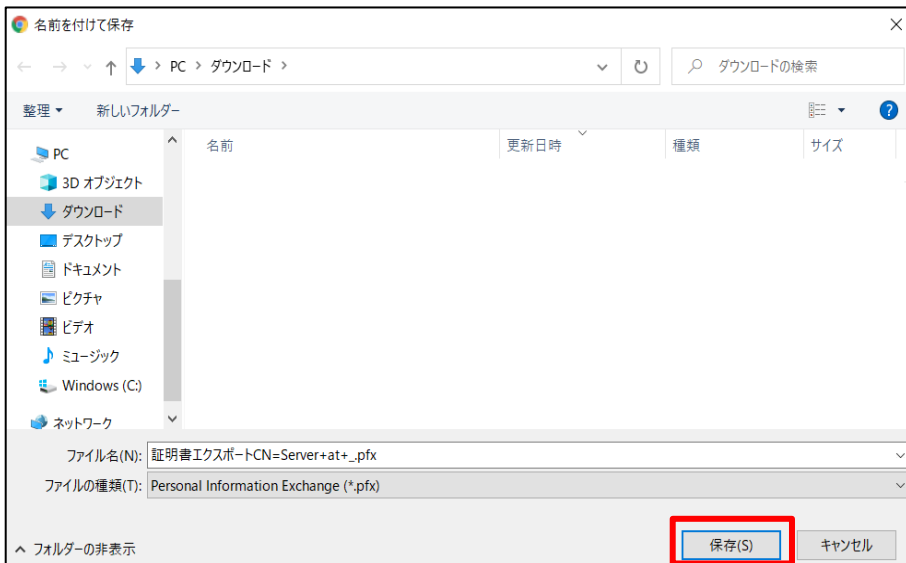 名前を付けて保存
PC › ダウンロード ›
ダウンロードの検索
整理
新しいフォルダー
名前
更新日時
種類
サイズ
PC
3D オブジェクト
ダウンロード
デスクトップ
ドキュメント
ピクチャ
ビデオ
ミュージック
Windows (C:)
ネットワーク
ファイル名(N): 証明書エクスポートCN=Server+at+_.pfx
ファイルの種類(T): Personal Information Exchange (*.pfx)
フォルダーの非表示
保存(S)
キャンセル